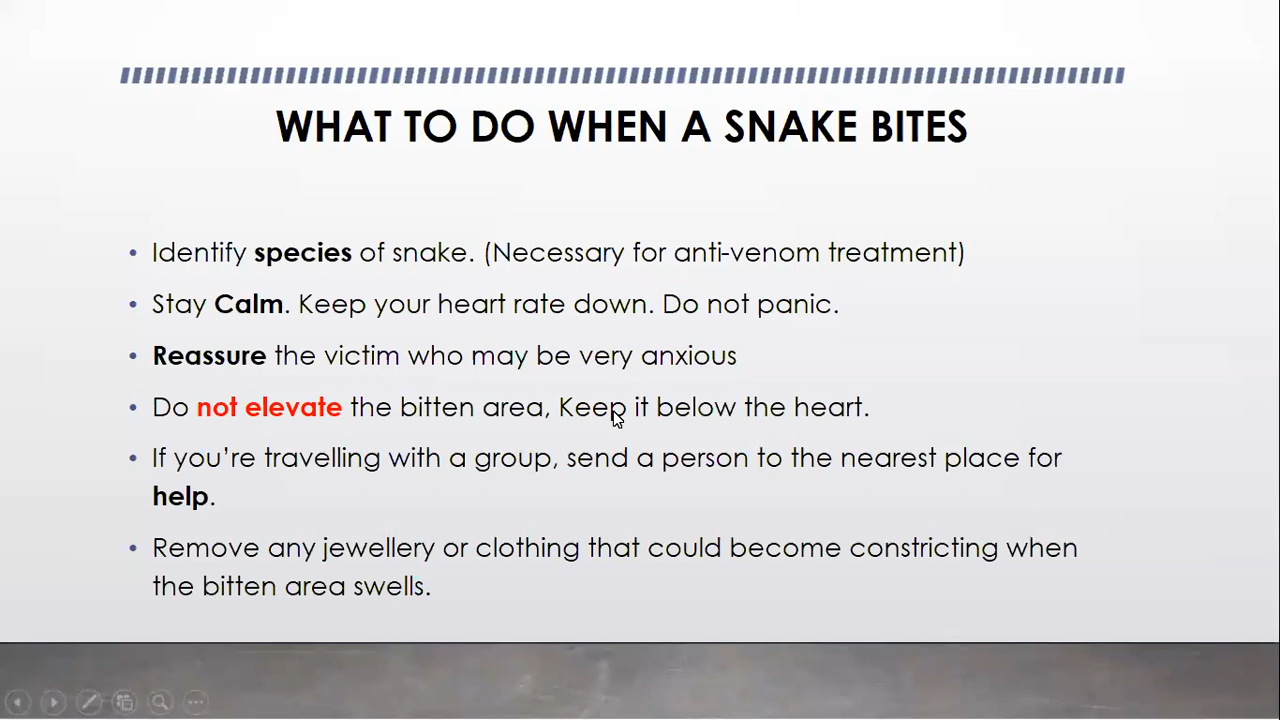 WHAT TO DO WHEN A SNAKE BITES
• Identify species of snake. (Necessary for anti-venom treatment)
• Stay Calm. Keep your heart rate down. Do not panic.
• Reassure the victim who may be very anxious
• Do not elevate the bitten area, Keep it below the heart.
• If you’re travelling with a group, send a person to the nearest place for
help.
• Remove any jewellery or clothing that could become constricting when
the bitten area swells.